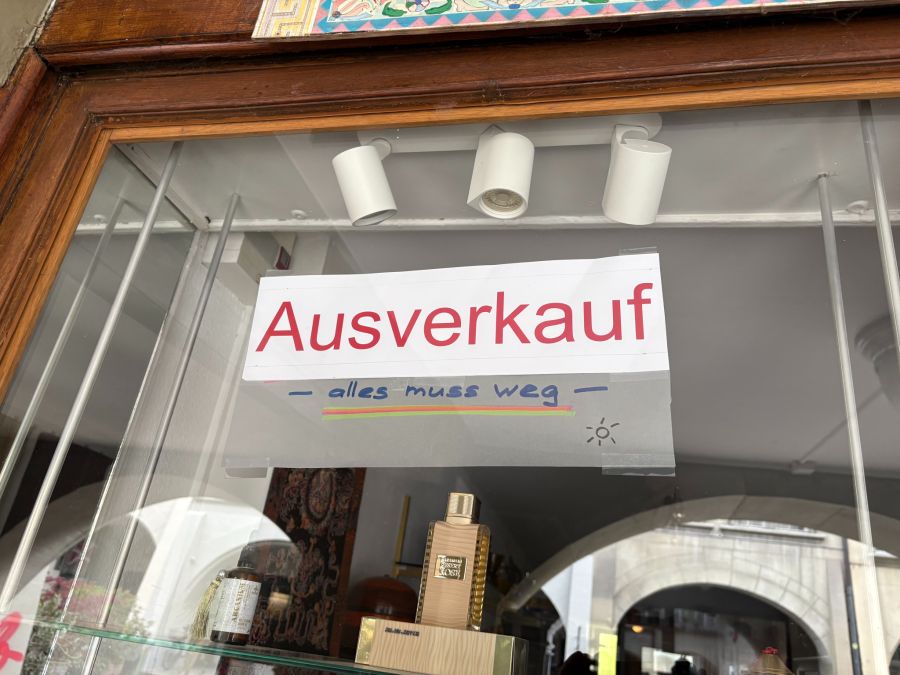 Ausverkauf
— alles muss weg —